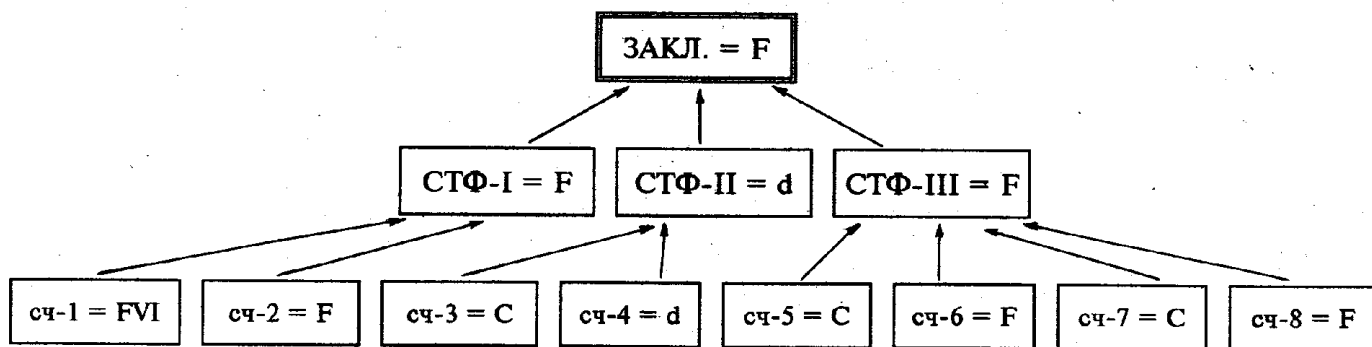 ЗАКЛ. = F
СТФ-I = F СТФ-II = d СТФ-III = F
сч-1 = FVI сч-2 = F сч-3 = C сч-4 = d сч-5 = C сч-6 = F сч-7 = C сч-8 = F